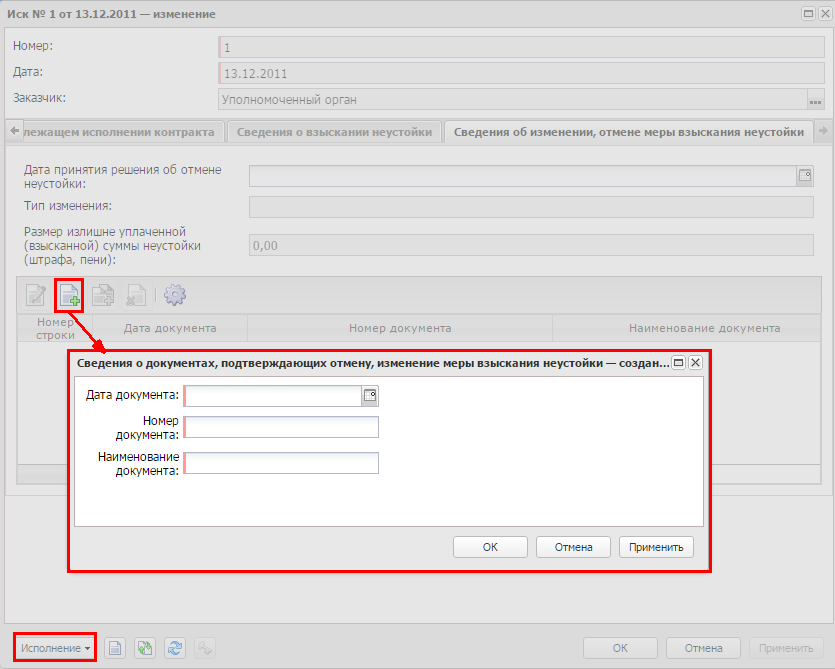 Иск № 1 от 13.12.2011 — изменение
Номер:
1
Дата:
13.12.2011
Заказчик:
Уполномоченный орган
...
лежащем исполнении контракта
Сведения о взыскании неустойки
Сведения об изменении, отмене меры взыскания неустойки
Дата принятия решения об отмене
неустойки:
Тип изменения:
Размер излишне уплаченной
(взысканной) суммы неустойки
(штрафа, пени):
0,00
Номер
строки
Дата документа
Номер документа
Наименование документа
Сведения о документах, подтверждающих отмену, изменение меры взыскания неустойки — создан...
Дата документа:
Номер
документа:
Наименование
документа:
ОК
Отмена
Применить
Исполнение
ОК
Отмена
Применить